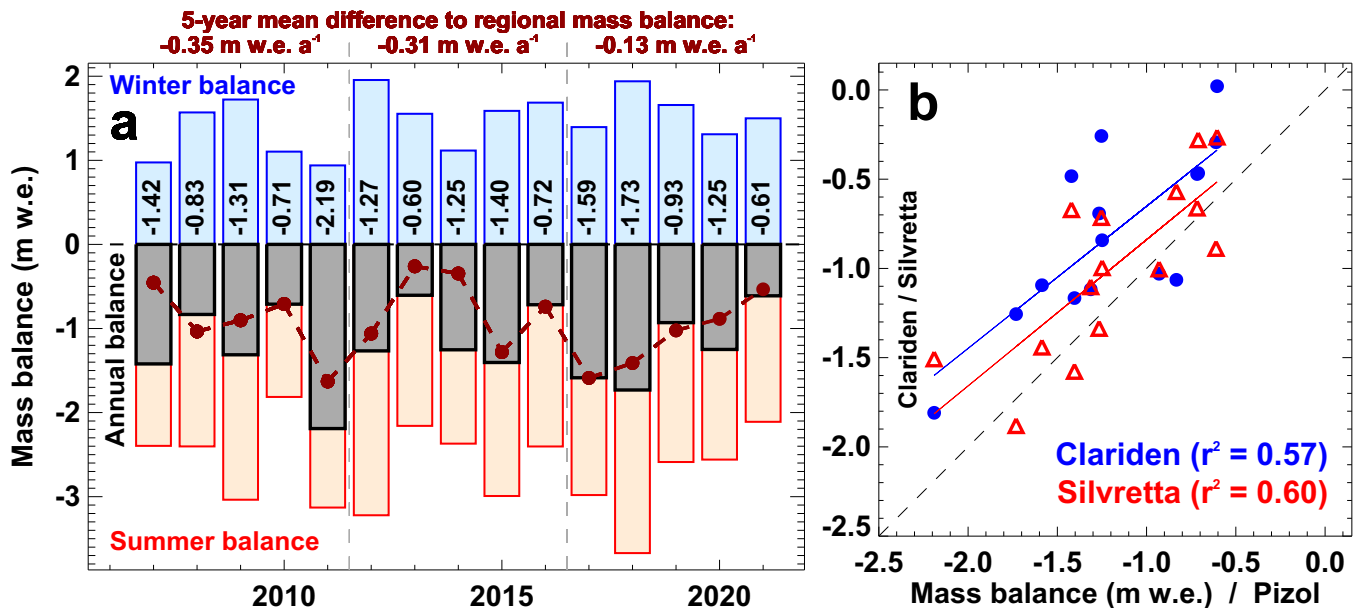 5-year mean difference to regional mass balance:
-0.35 m w.e. a⁻¹ -0.31 m w.e. a⁻¹ -0.13 m w.e. a⁻¹
Winter balance
a
Mass balance (m w.e.)
2
1
0
-1
-2
-3
Annual balance
-1.42 -0.83 -1.31 -0.71 -2.19 -1.27 -0.60 -1.25 -1.40 -0.72 -1.59 -1.73 -0.93 -1.25 -0.61
Summer balance
2010 2015 2020
b
Clariden / Silvretta
0.0
-0.5
-1.0
-1.5
-2.0
-2.5
Clariden (r² = 0.57)
Silvretta (r² = 0.60)
-2.5 -2.0 -1.5 -1.0 -0.5 0.0
Mass balance (m w.e.) / Pizol